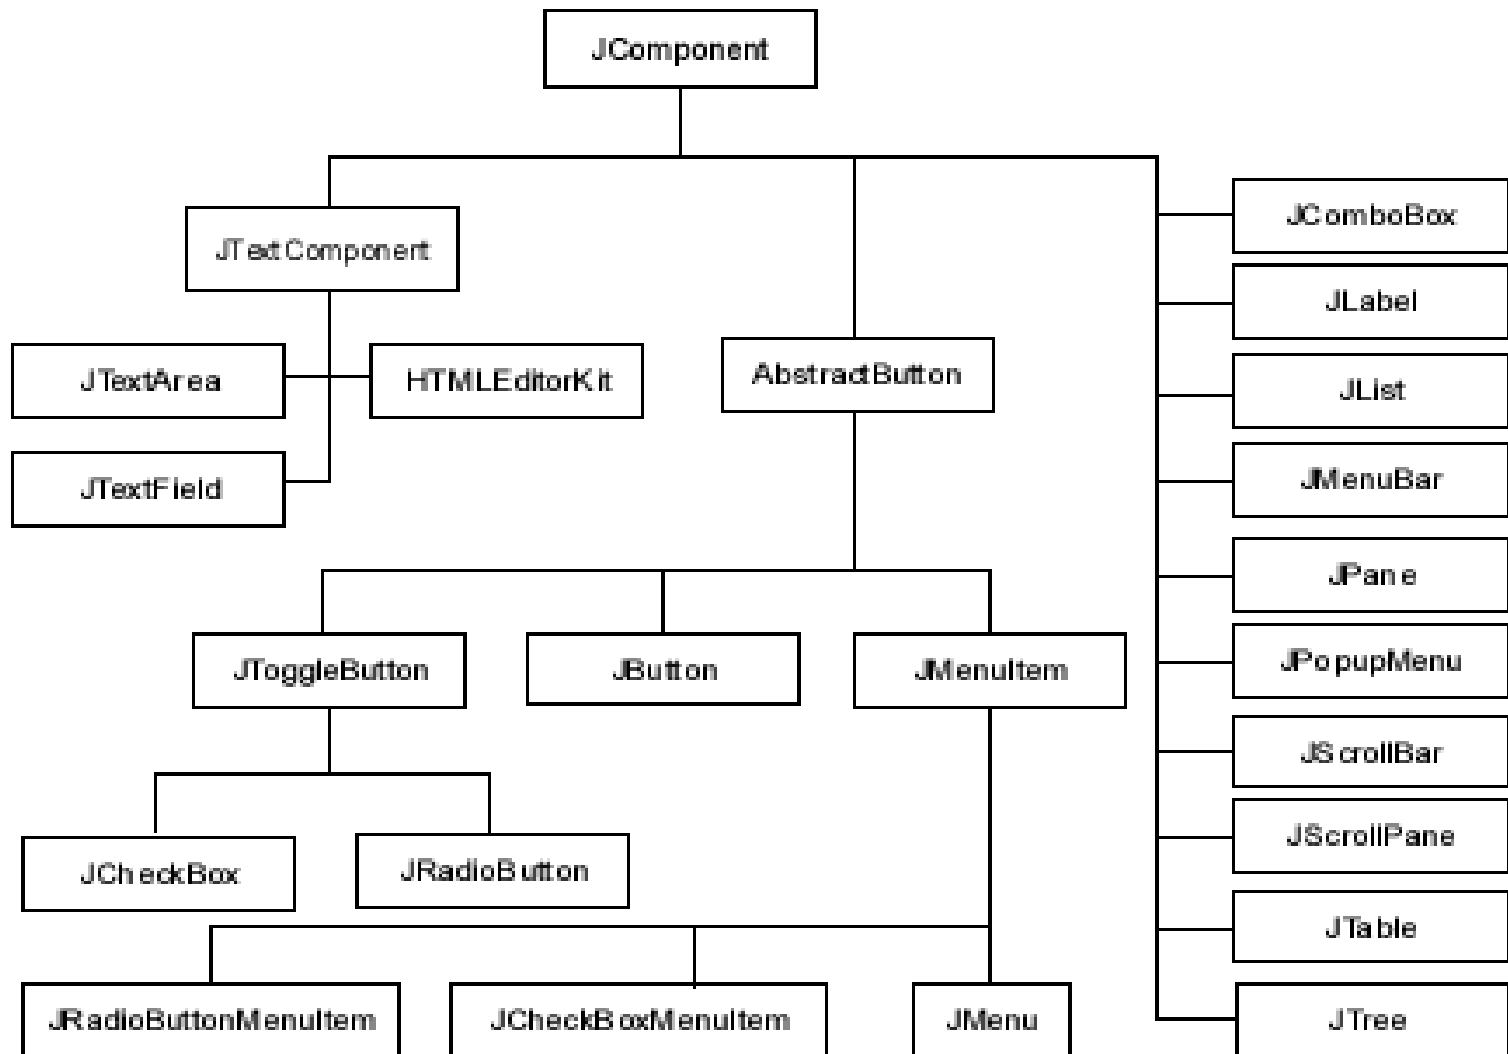 JComponent
JTextComponent
JComboBox
JLabel
JTextArea
HTMLEditorKit
AbstractButton
JList
JTextField
JMenuBar
JPane
JToggleButton
JButton
JMenuItem
JPopupMenu
JScrollBar
JCheckBox
JRadioButton
JScrollPane
JTable
JRadioButtonMenuItem
JCheckBoxMenuItem
JMenu
JTree